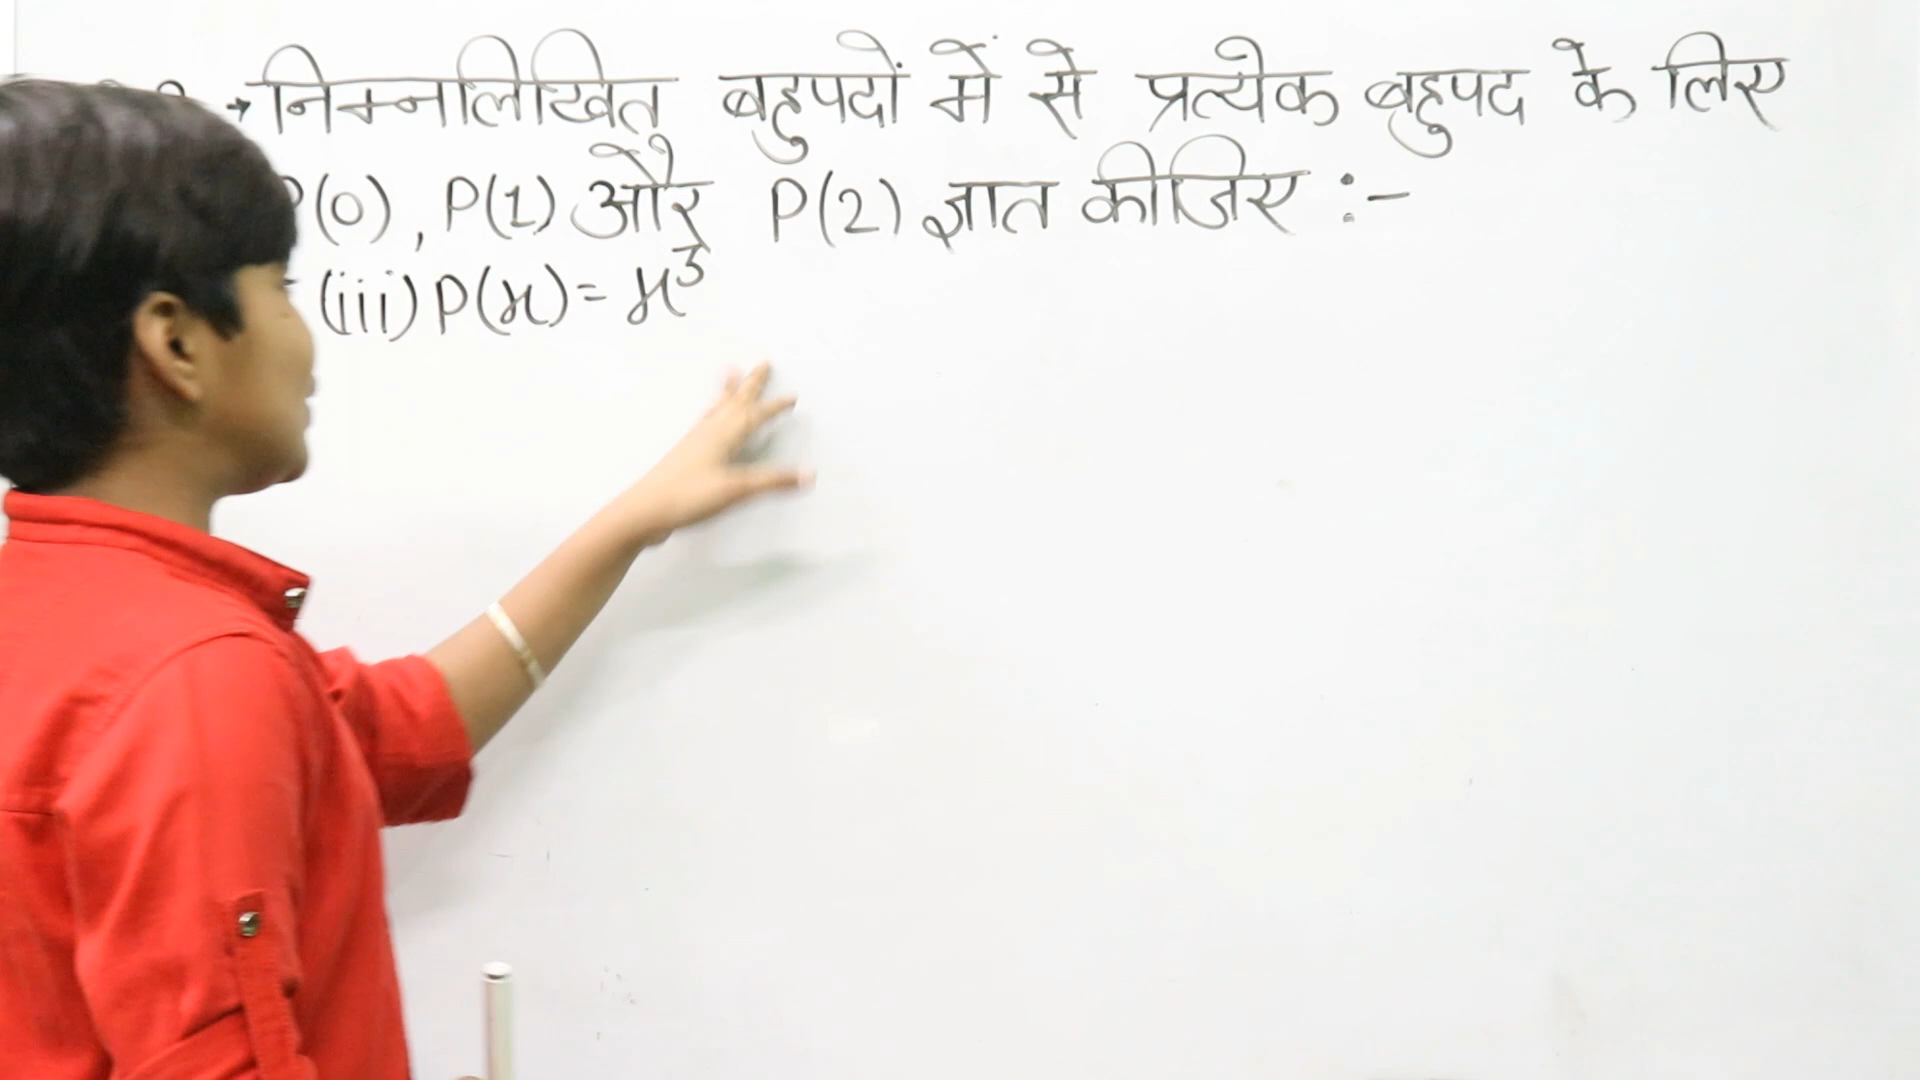 → निम्नलिखित बहुपदों में से प्रत्येक बहुपद के लिए
P(0), P(1) और P(2) ज्ञात कीजिए :-
(iii) P(x) = x³